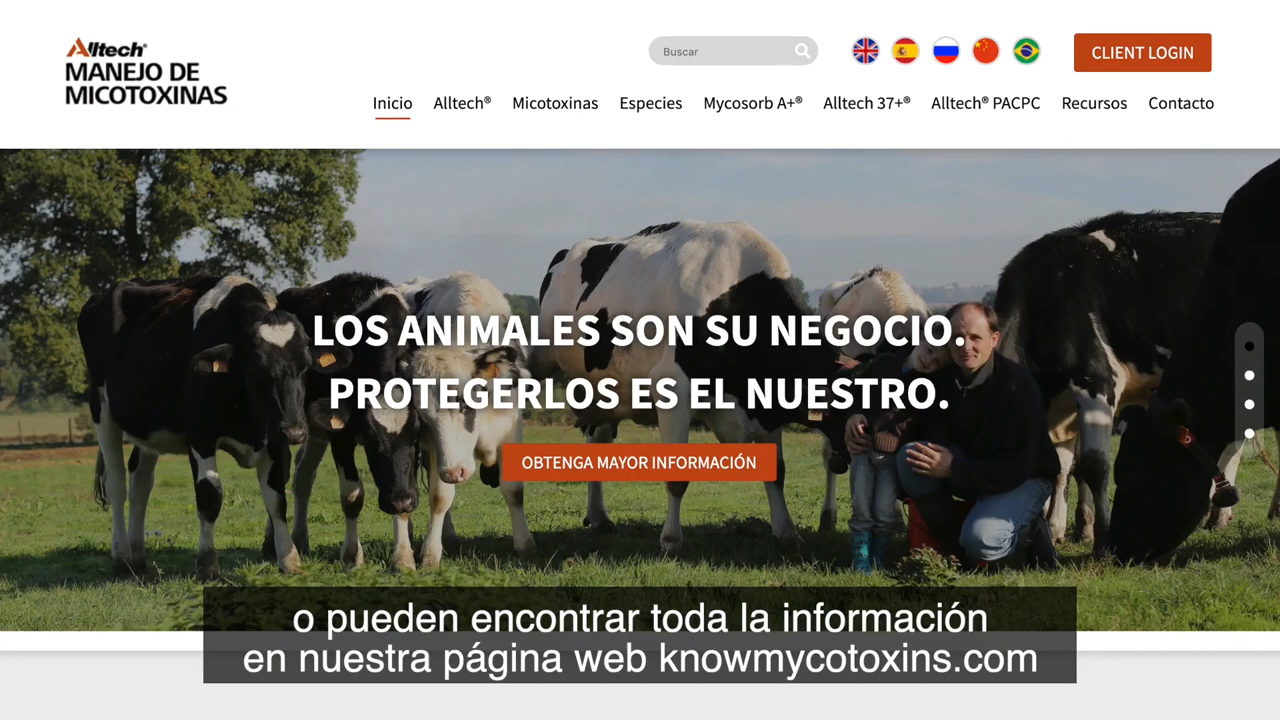 Alltech®
MANEJO DE
MICOTOXINAS
Buscar
CLIENT LOGIN
Inicio Alltech® Micotoxinas Especies Mycosorb A+® Alltech 37+® Alltech® PACPC Recursos Contacto
LOS ANIMALES SON SU NEGOCIO.
PROTEGERLOS ES EL NUESTRO.
OBTENGA MAYOR INFORMACIÓN
o pueden encontrar toda la información
en nuestra página web knowmycotoxins.com